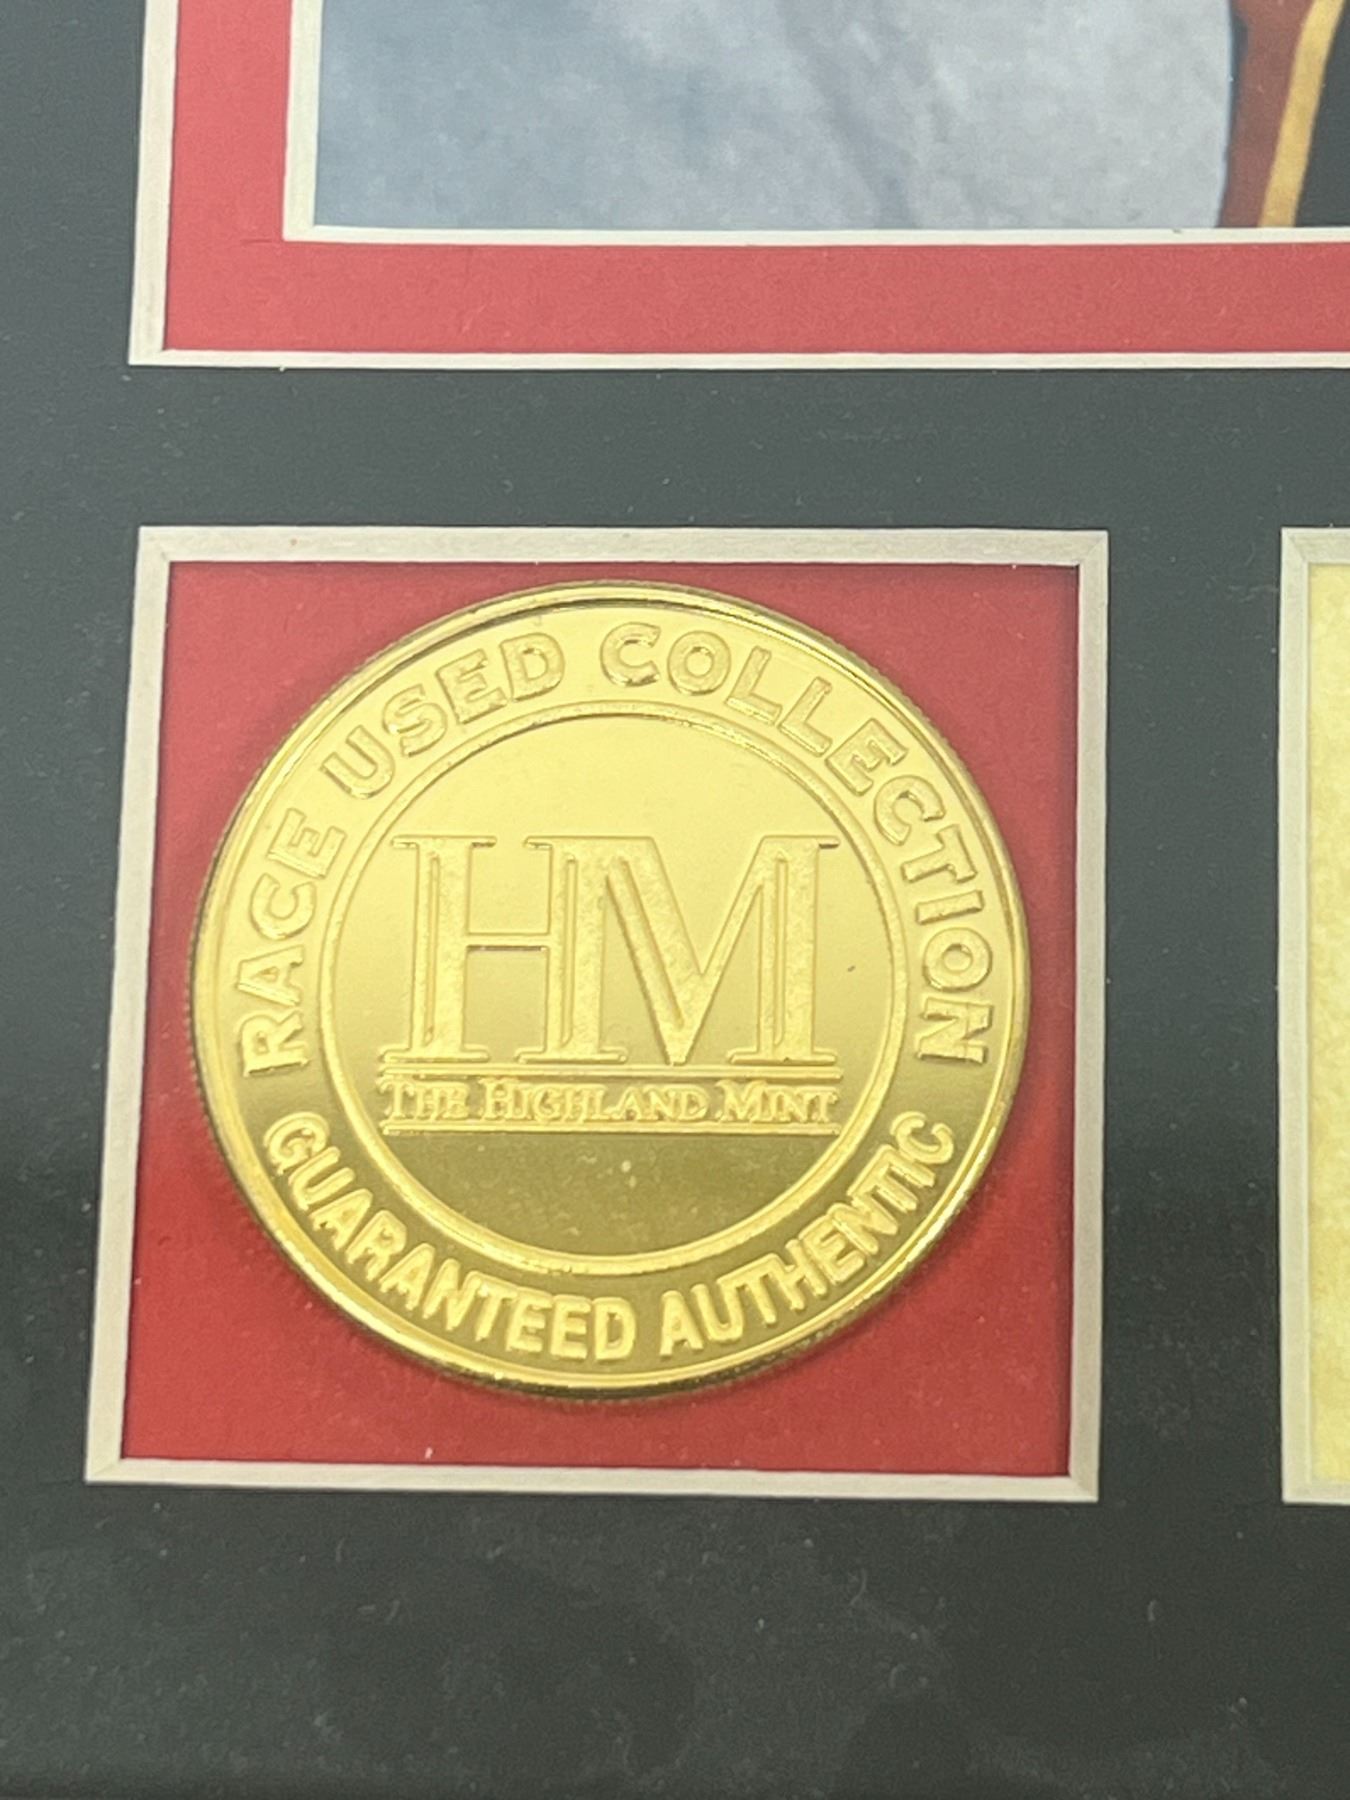 RACE USED COLLECTION
HM
THE HIGHLAND MINT
GUARANTEED AUTHENTIC